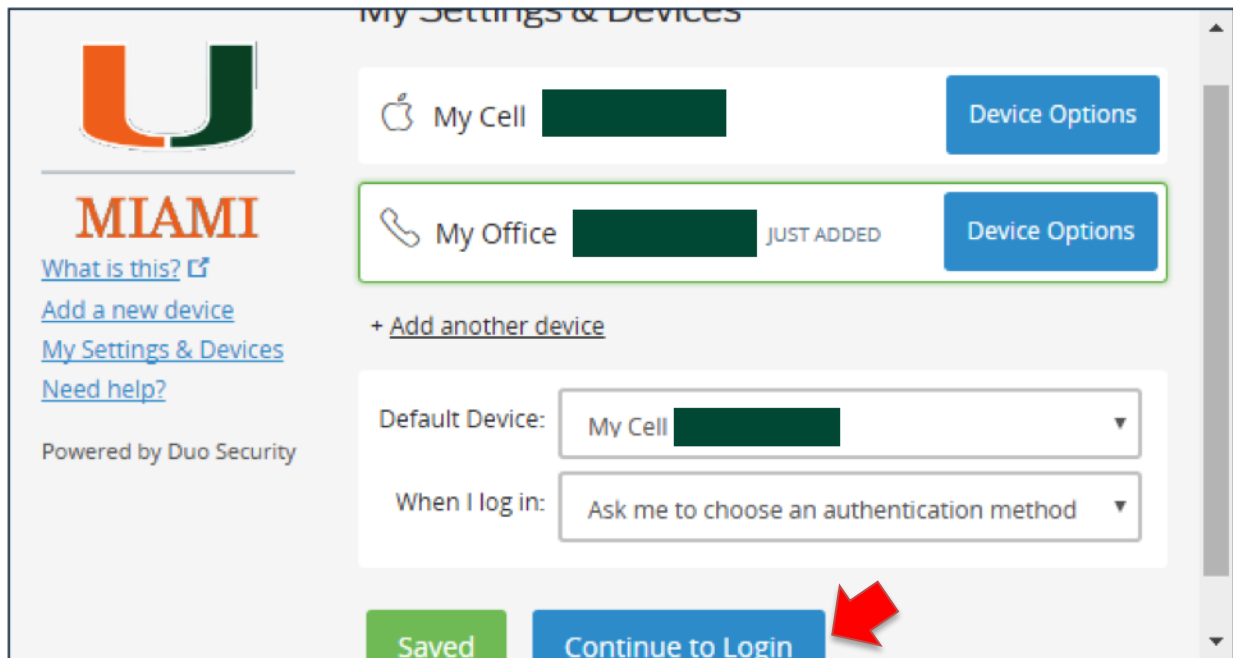 My Settings & Devices
My Cell
Device Options
My Office JUST ADDED
Device Options
+ Add another device
Default Device: My Cell
When I log in: Ask me to choose an authentication method
Saved
Continue to Login
U
MIAMI
What is this?
Add a new device
My Settings & Devices
Need help?
Powered by Duo Security